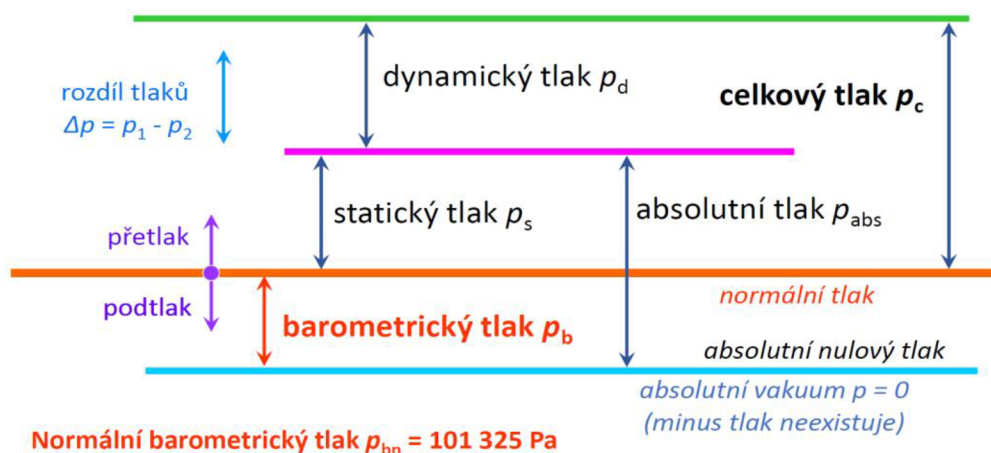 dynamický tlak pd
rozdíl tlaků
Δp = p1 - p2
celkový tlak pc
statický tlak ps
absolutní tlak pabs
přetlak
podtlak
normální tlak
barometrický tlak pb
absolutní nulový tlak
absolutní vakuum p = 0
(minus tlak neexistuje)
Normální barometrický tlak pbn = 101 325 Pa